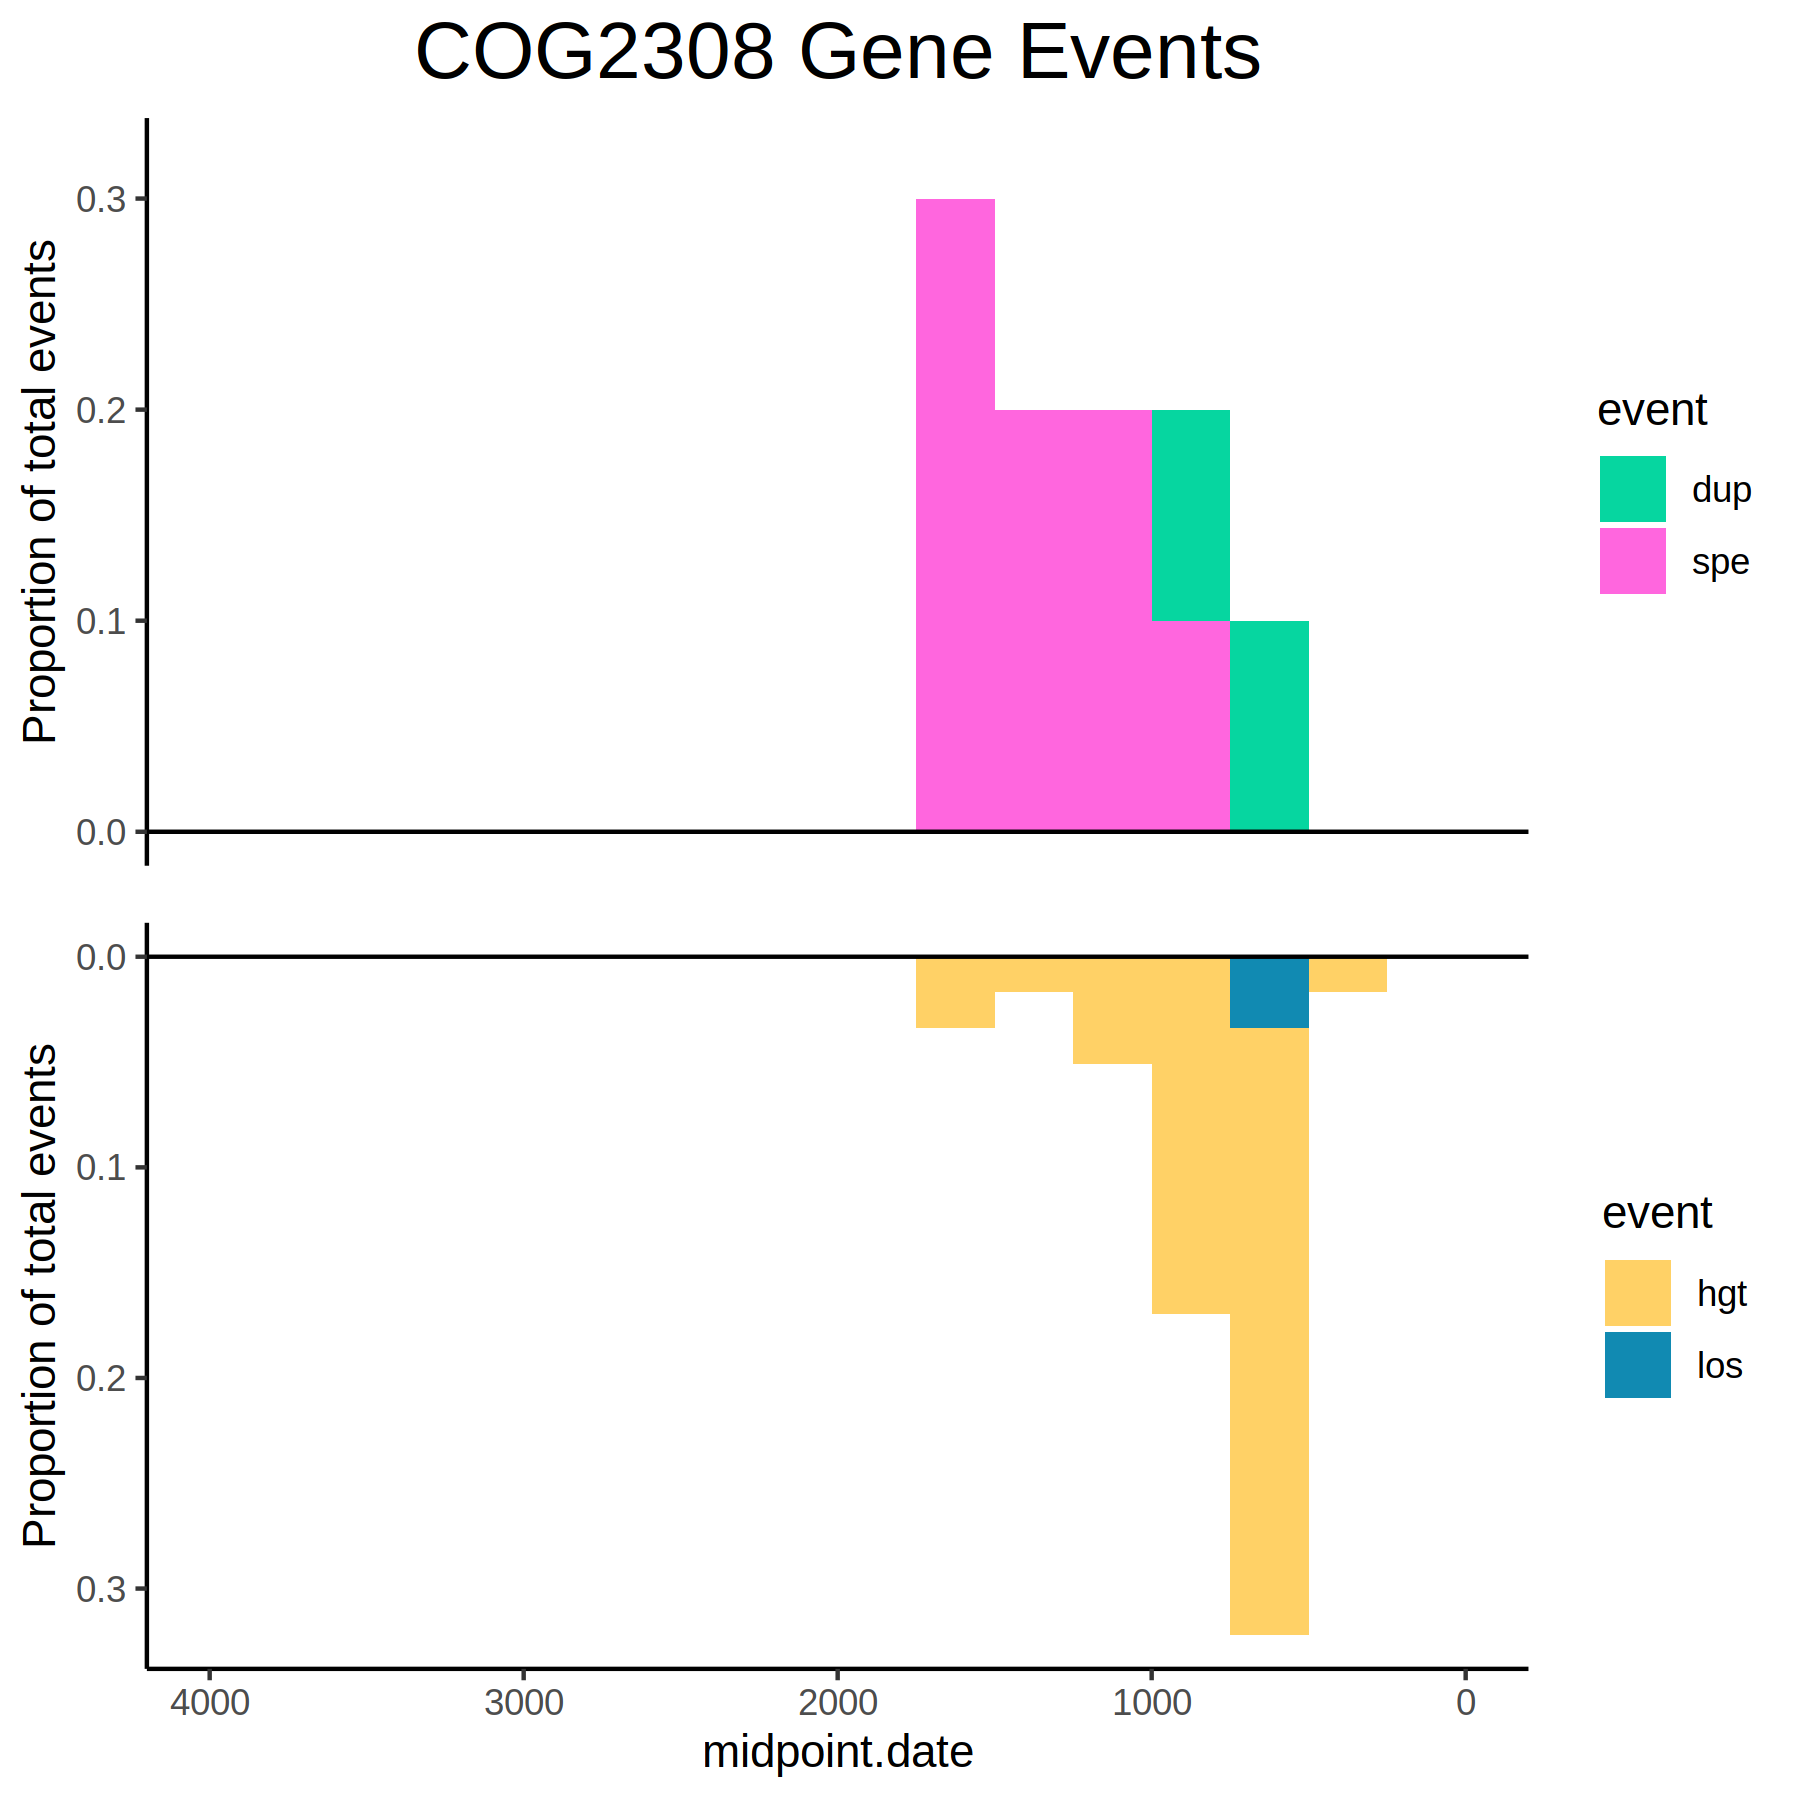 COG2308 Gene Events
Proportion of total events
0.3
0.2
0.1
0.0
event
dup
spe
Proportion of total events
0.0
0.1
0.2
0.3
event
hgt
los
4000 3000 2000 1000 0
midpoint.date